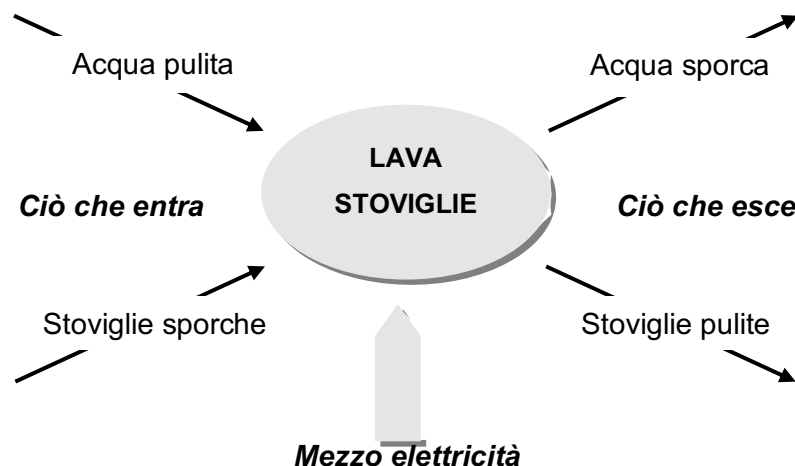 Acqua pulita
Acqua sporca
LAVA
STOVIGLIE
Ciò che entra
Ciò che esce
Stoviglie sporche
Stoviglie pulite
Mezzo elettricità